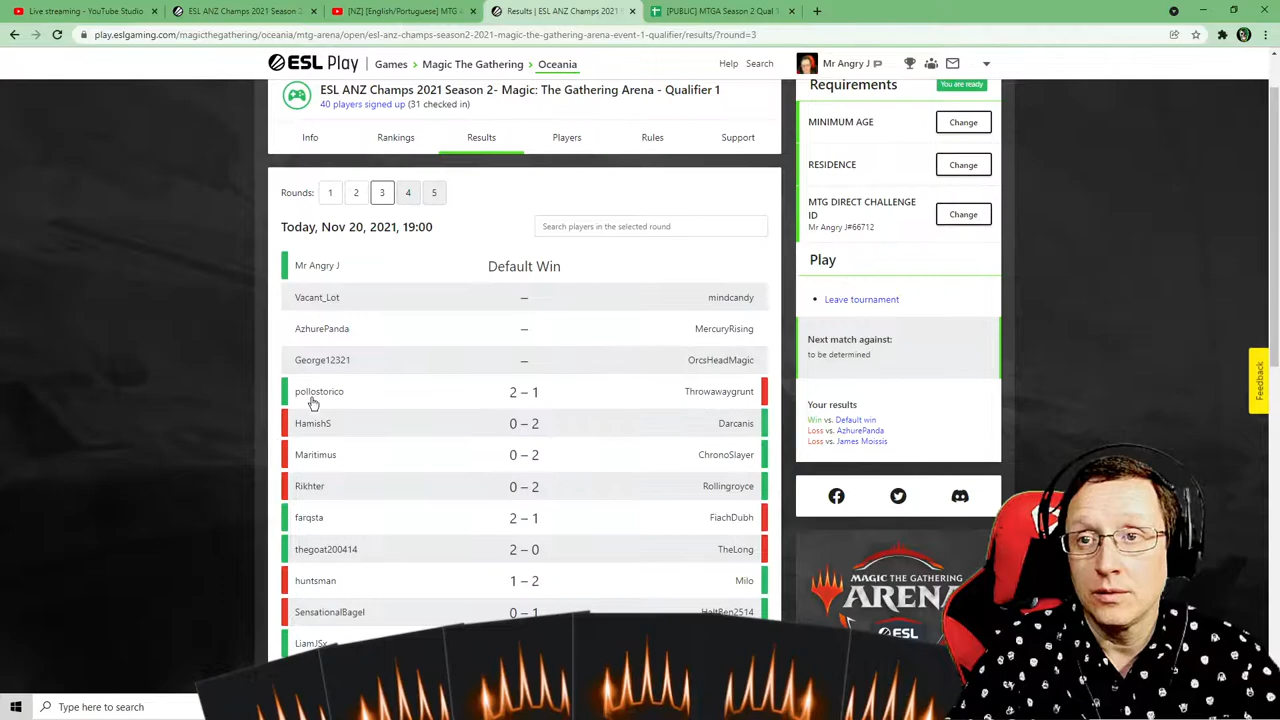 Live streaming - YouTube Studio
ESL ANZ Champs 2021 Season 2-
[NZ] [English/Portuguese] MTG A
Results | ESL ANZ Champs 2021
[PUBLIC] MTGA Season 2 Qual 1
play.eslgaming.com/magicthegathering/oceania/mtg-arena/open/esl-anz-champs-season2-2021-magic-the-gathering-arena-event-1-qualifier/results/?round=3
ESL Play
Games > Magic The Gathering > Oceania
Help
Search
Mr Angry J
ESL ANZ Champs 2021 Season 2- Magic: The Gathering Arena - Qualifier 1
40 players signed up (31 checked in)
Info
Rankings
Results
Players
Rules
Support
Rounds: 1 2 3 4 5
Today, Nov 20, 2021, 19:00
Search players in the selected round
Mr Angry J Default Win
Vacant_Lot – mindcandy
AzhurePanda – MercuryRising
George12321 – OrcsHeadMagic
pollostorico 2 – 1 Throwawaygrunt
HamishS 0 – 2 Darcanis
Maritimus 0 – 2 ChronoSlayer
Rikhter 0 – 2 Rollingroyce
farqsta 2 – 1 FiachDubh
thegoat200414 2 – 0 TheLong
huntsman 1 – 2 Milo
SensationalBagel 0 – 1 HaltBen2514
LiamJSx
Requirements
You are ready
MINIMUM AGE Change
RESIDENCE Change
MTG DIRECT CHALLENGE
ID
Mr Angry J#66712
Change
Play
Leave tournament
Next match against:
to be determined
Your results
Win vs. Default win
Loss vs. AzhurePanda
Loss vs. James Moissis
MAGIC THE GATHERING
ARENA
ESL
Feedback
Type here to search